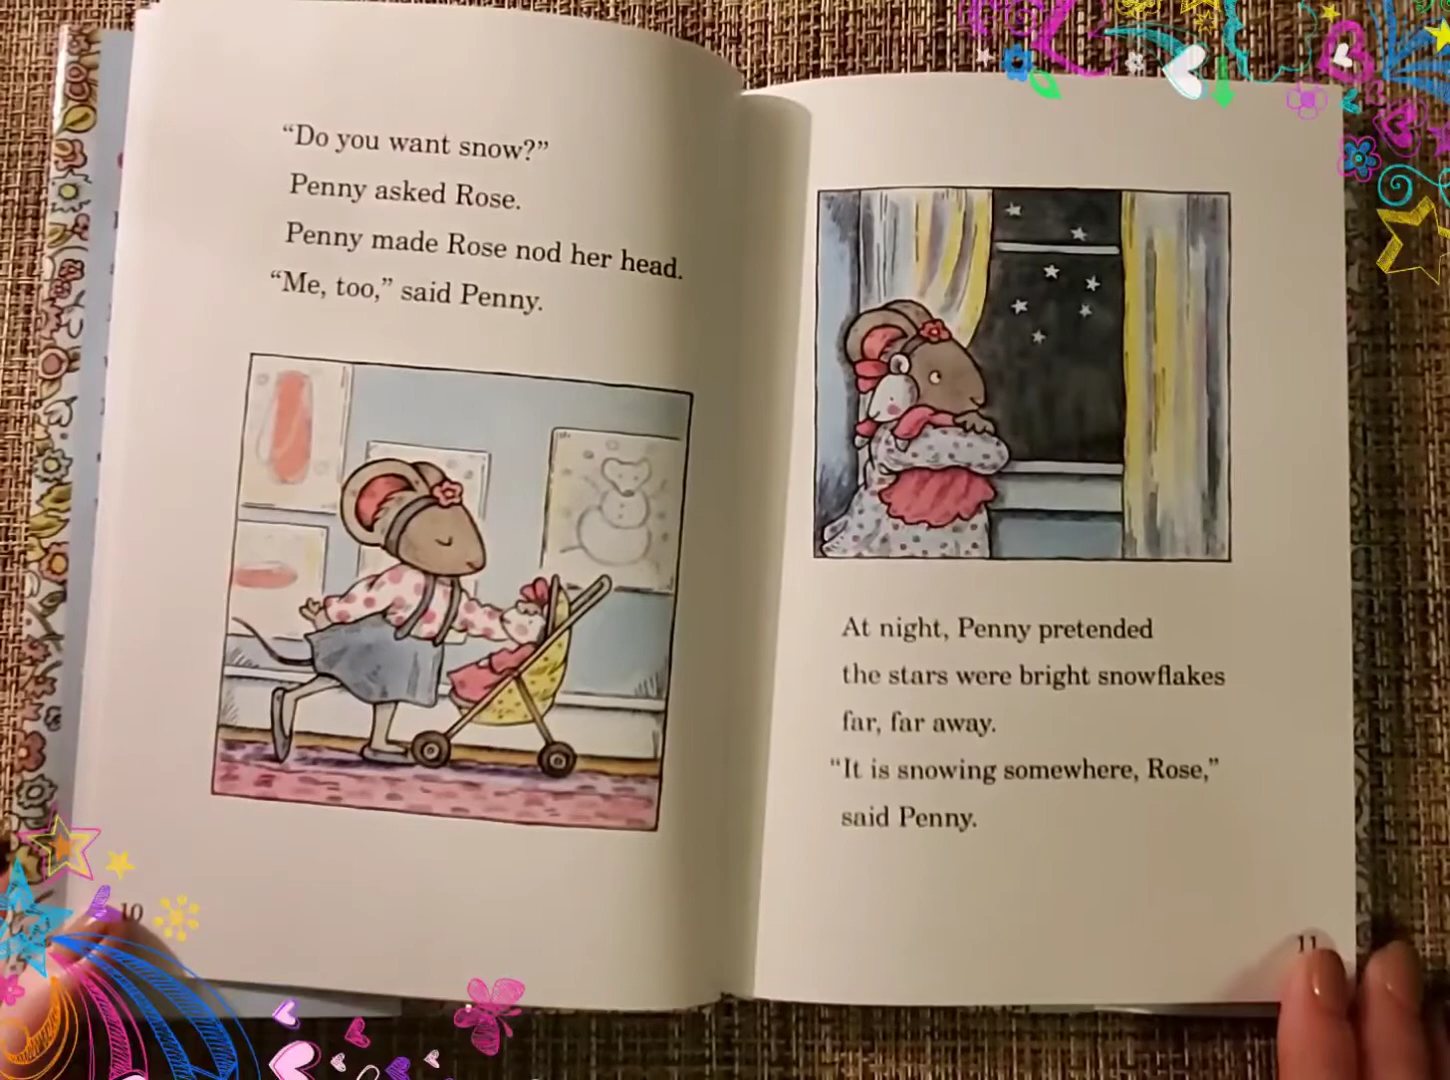 “Do you want snow?”
Penny asked Rose.
Penny made Rose nod her head.
“Me, too,” said Penny.
10
At night, Penny pretended
the stars were bright snowflakes
far, far away.
“It is snowing somewhere, Rose,”
said Penny.
11